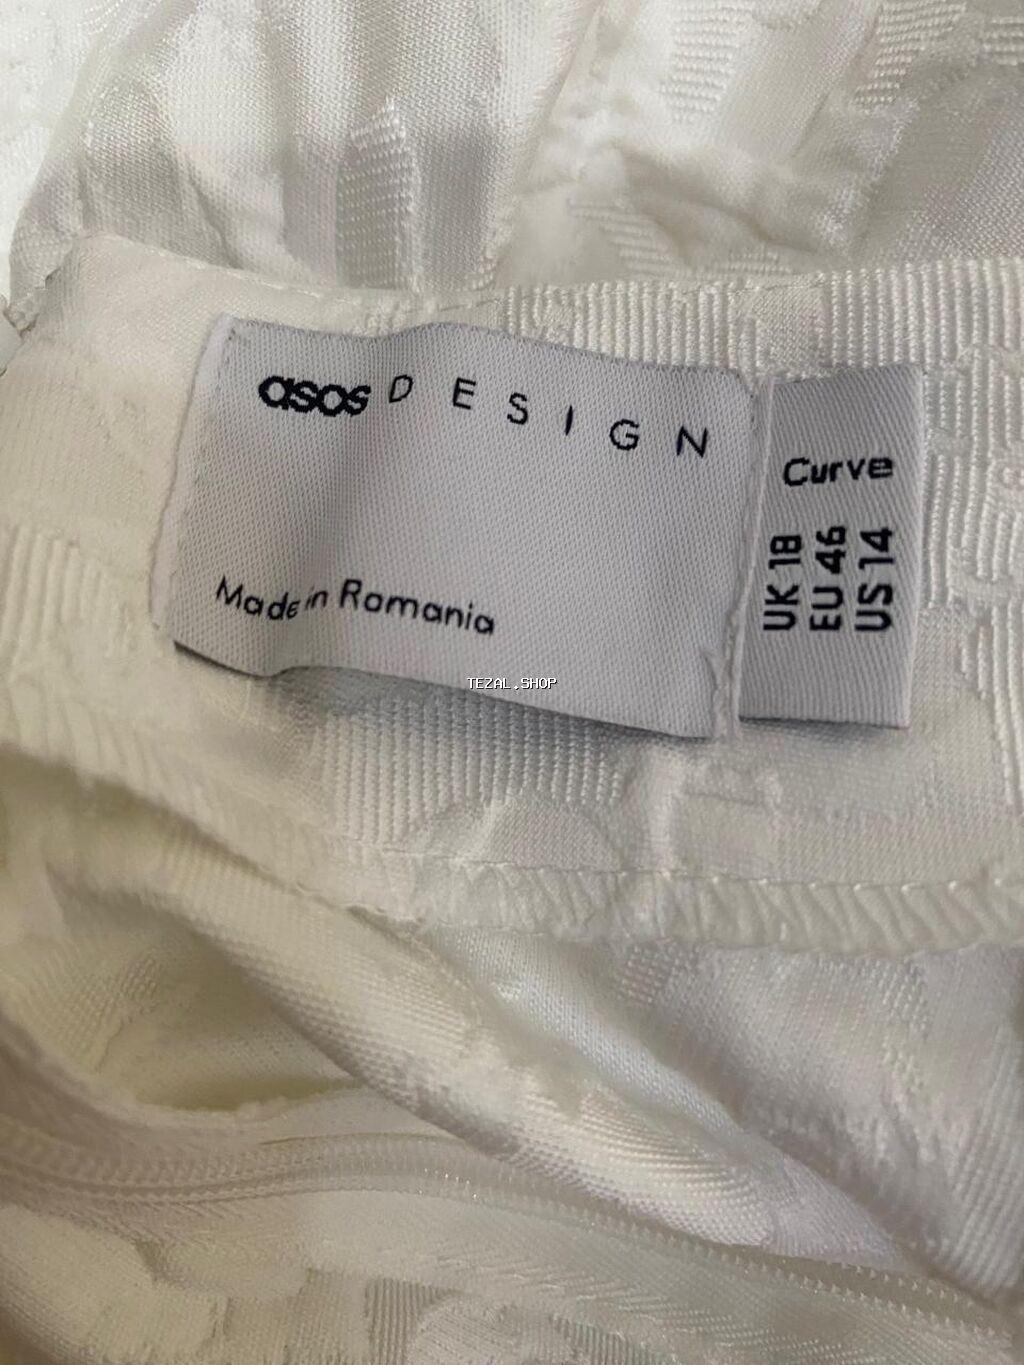 asos DESIGN
Made in Romania
Curve
UK 18
EU 46
US 14
TEZAL.SHOP